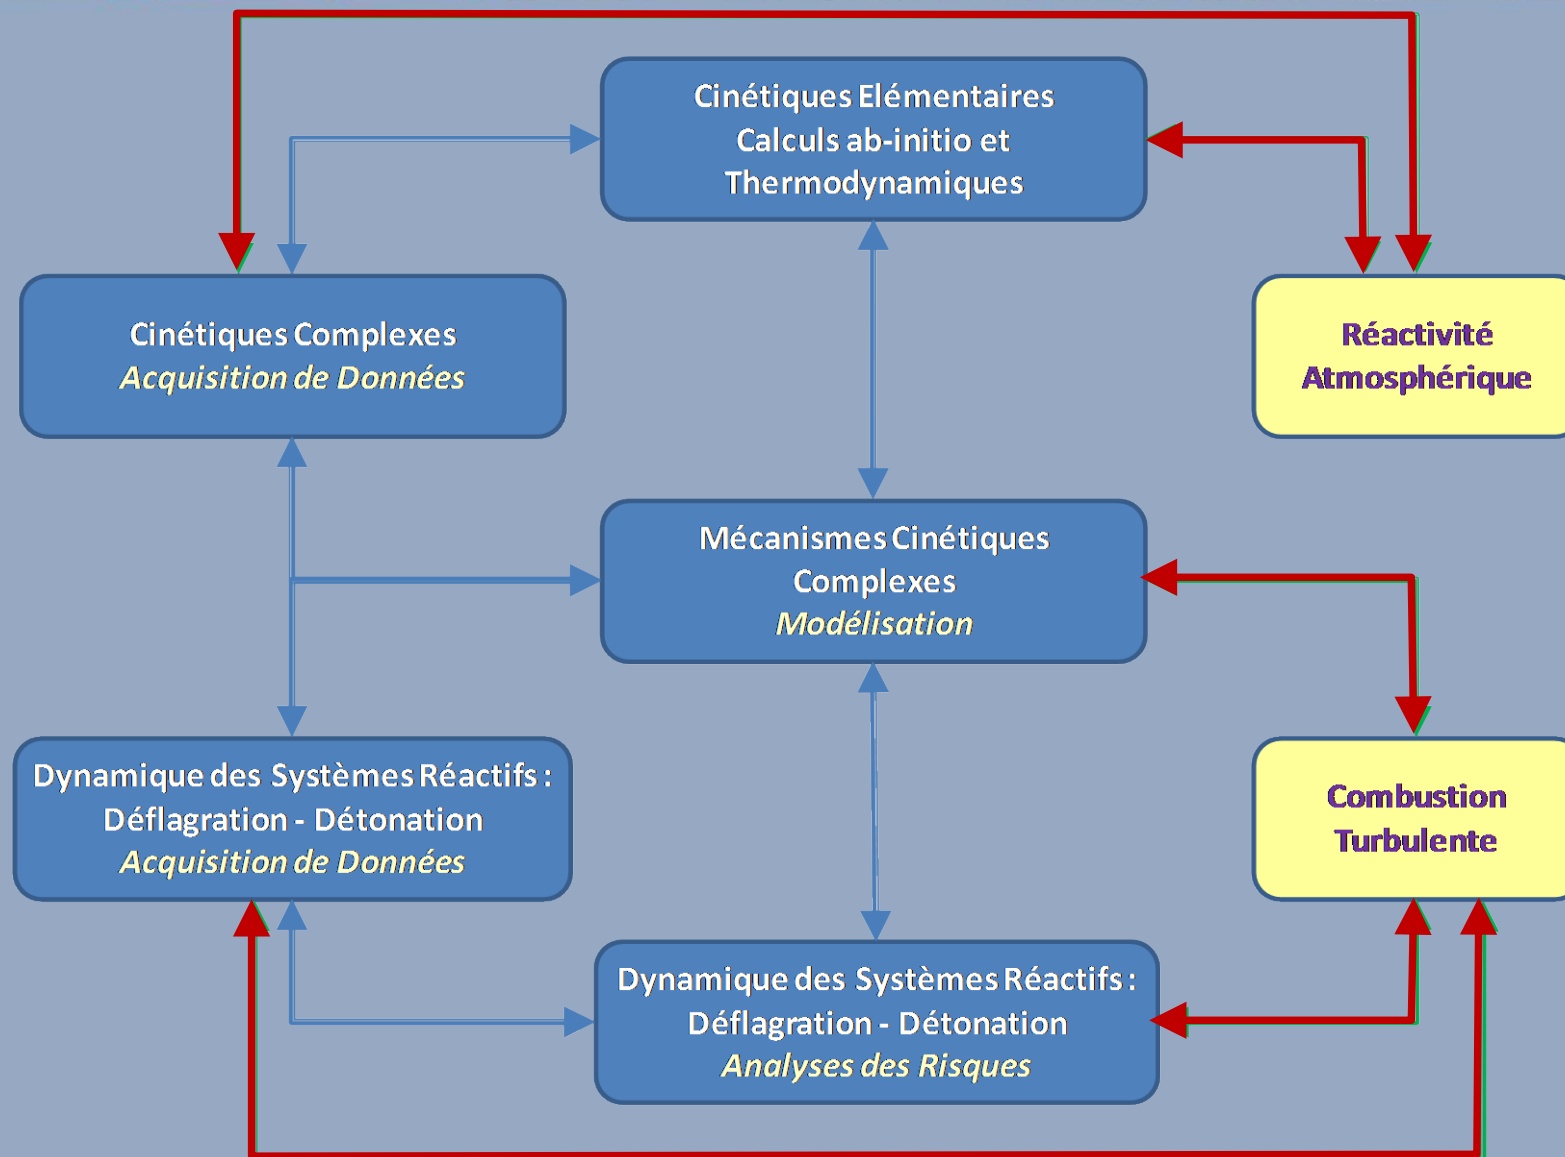 Cinétiques Elémentaires
Calculs ab-initio et
Thermodynamiques
Cinétiques Complexes
Acquisition de Données
Réactivité
Atmosphérique
Mécanismes Cinétiques
Complexes
Modélisation
Dynamique des Systèmes Réactifs :
Déflagration - Détonation
Acquisition de Données
Combustion
Turbulente
Dynamique des Systèmes Réactifs :
Déflagration - Détonation
Analyses des Risques